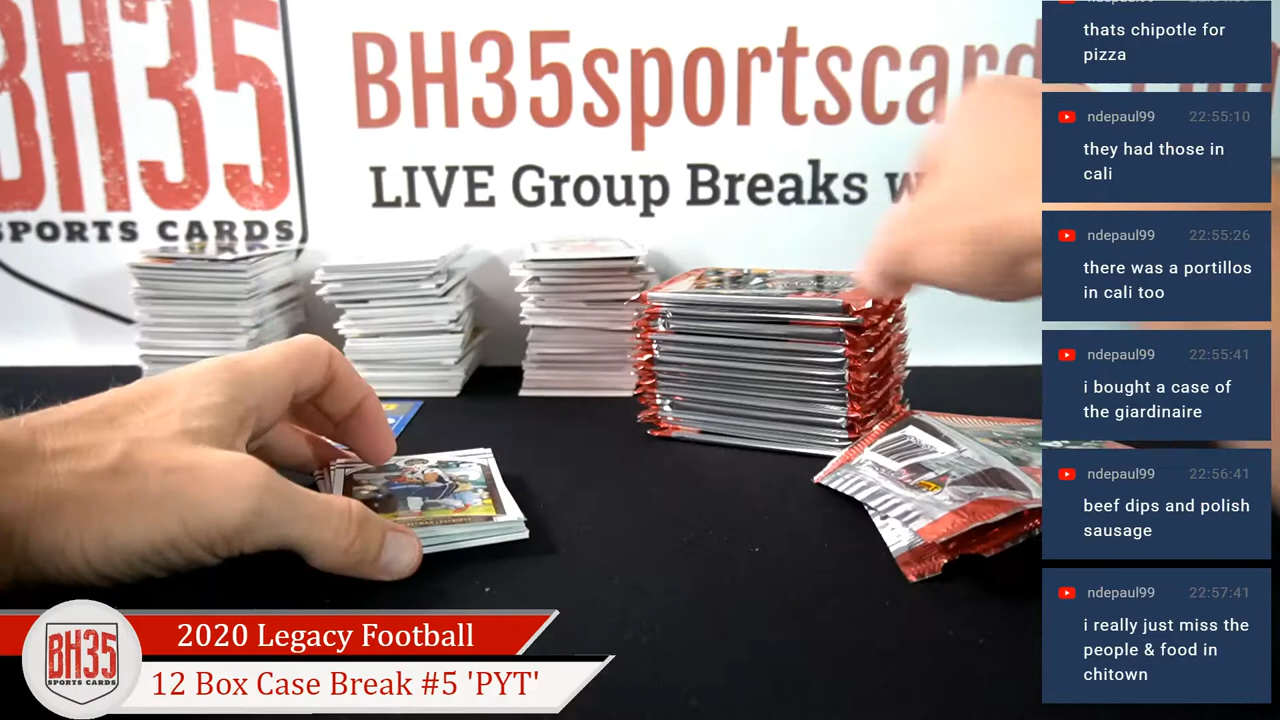 BH35
SPORTS CARDS
BH35sportscard
LIVE Group Breaks w
thats chipotle for
pizza
ndepaul99 22:55:10
they had those in
cali
ndepaul99 22:55:26
there was a portillos
in cali too
ndepaul99 22:55:41
i bought a case of
the giardinaire
ndepaul99 22:56:41
beef dips and polish
sausage
ndepaul99 22:57:41
i really just miss the
people & food in
chitown
BH35
SPORTS CARDS
2020 Legacy Football
12 Box Case Break #5 'PYT'